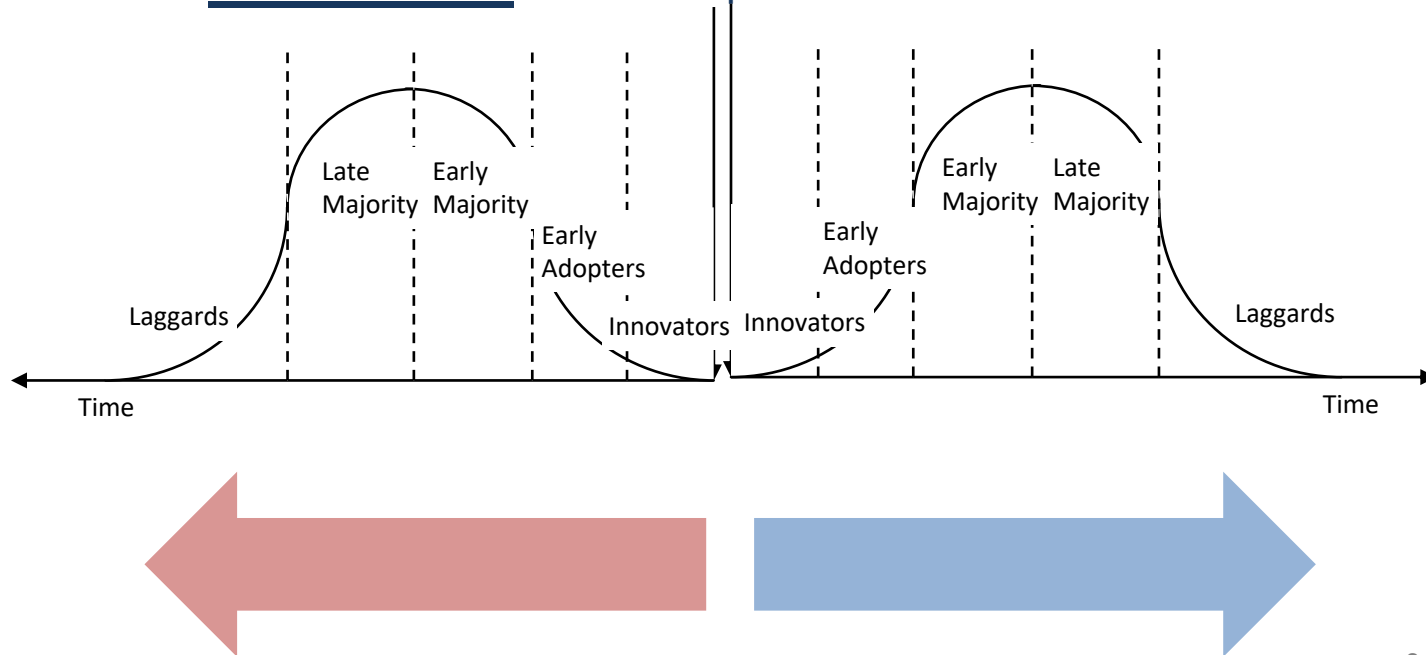 Late
Majority
Early
Majority
Early
Adopters
Innovators
Laggards
Time
Innovators
Early
Adopters
Early
Majority
Late
Majority
Laggards
Time